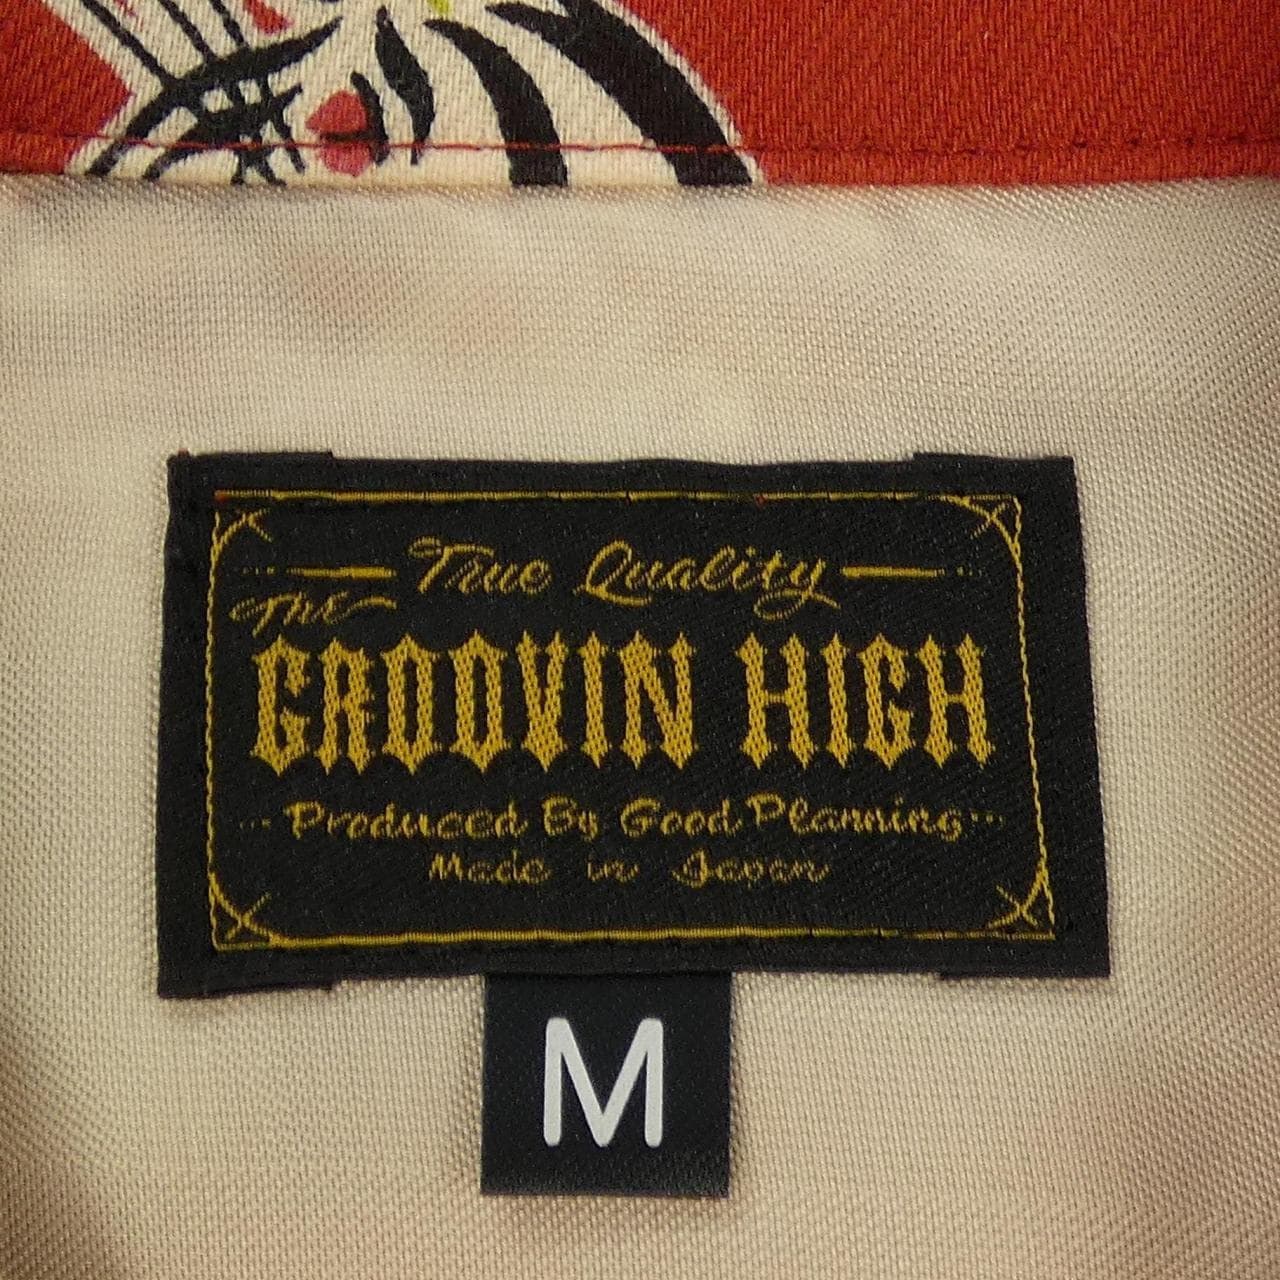 True Quality
The
GROOVIN HIGH
Produced By Good Planning
Made in Japan
M